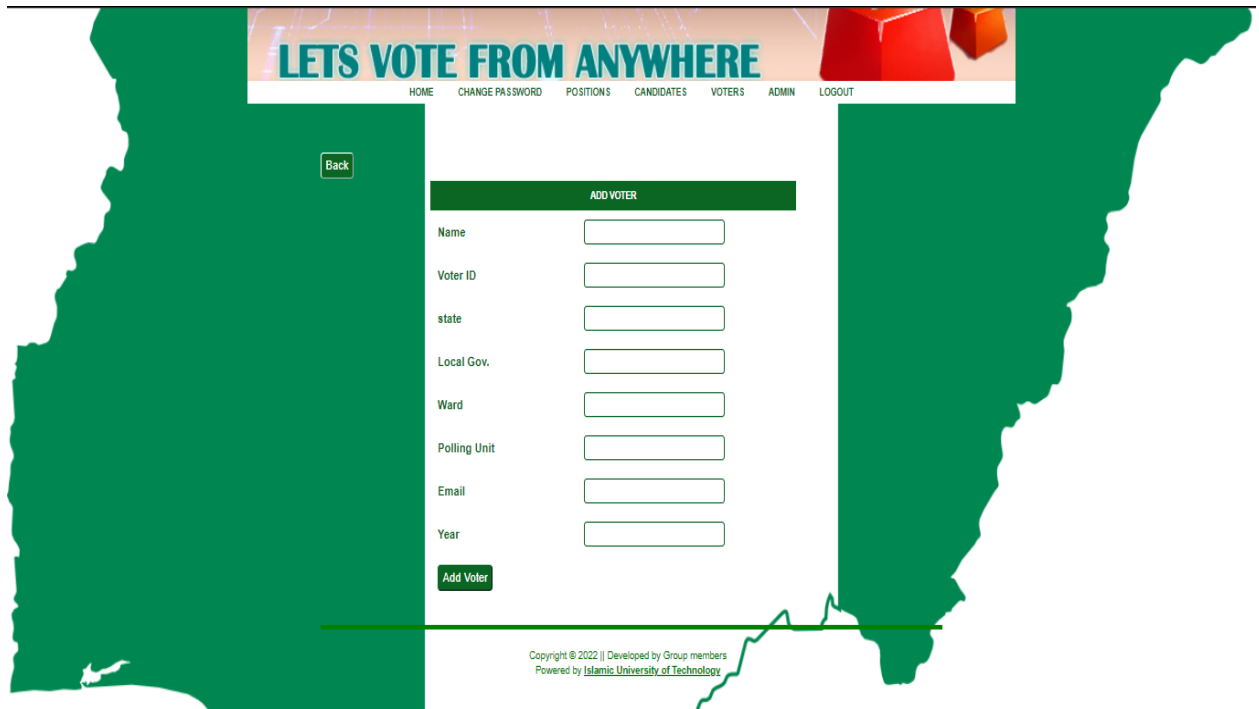 LETS VOTE FROM ANYWHERE
HOME CHANGE PASSWORD POSITIONS CANDIDATES VOTERS ADMIN LOGOUT
Back
ADD VOTER
Name
Voter ID
state
Local Gov.
Ward
Polling Unit
Email
Year
Add Voter
Copyright © 2022 || Developed by Group members
Powered by Islamic University of Technology